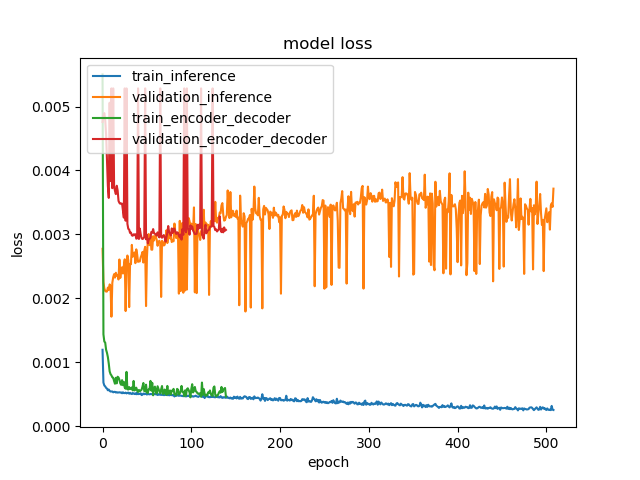 model loss
train_inference
validation_inference
train_encoder_decoder
validation_encoder_decoder
loss
0.005
0.004
0.003
0.002
0.001
0.000
0 100 200 300 400 500
epoch